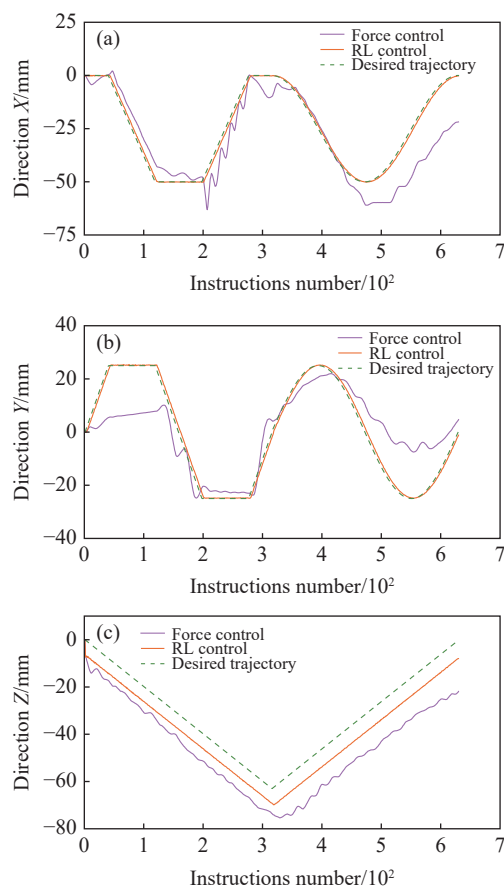 (a)
Force control
RL control
Desired trajectory
Direction X/mm
25
0
−25
−50
−75
0 1 2 3 4 5 6 7
Instructions number/10²
(b)
Force control
RL control
Desired trajectory
Direction Y/mm
40
20
0
−20
−40
0 1 2 3 4 5 6 7
Instructions number/10²
(c)
Force control
RL control
Desired trajectory
Direction Z/mm
0
−20
−40
−60
−80
0 1 2 3 4 5 6 7
Instructions number/10²